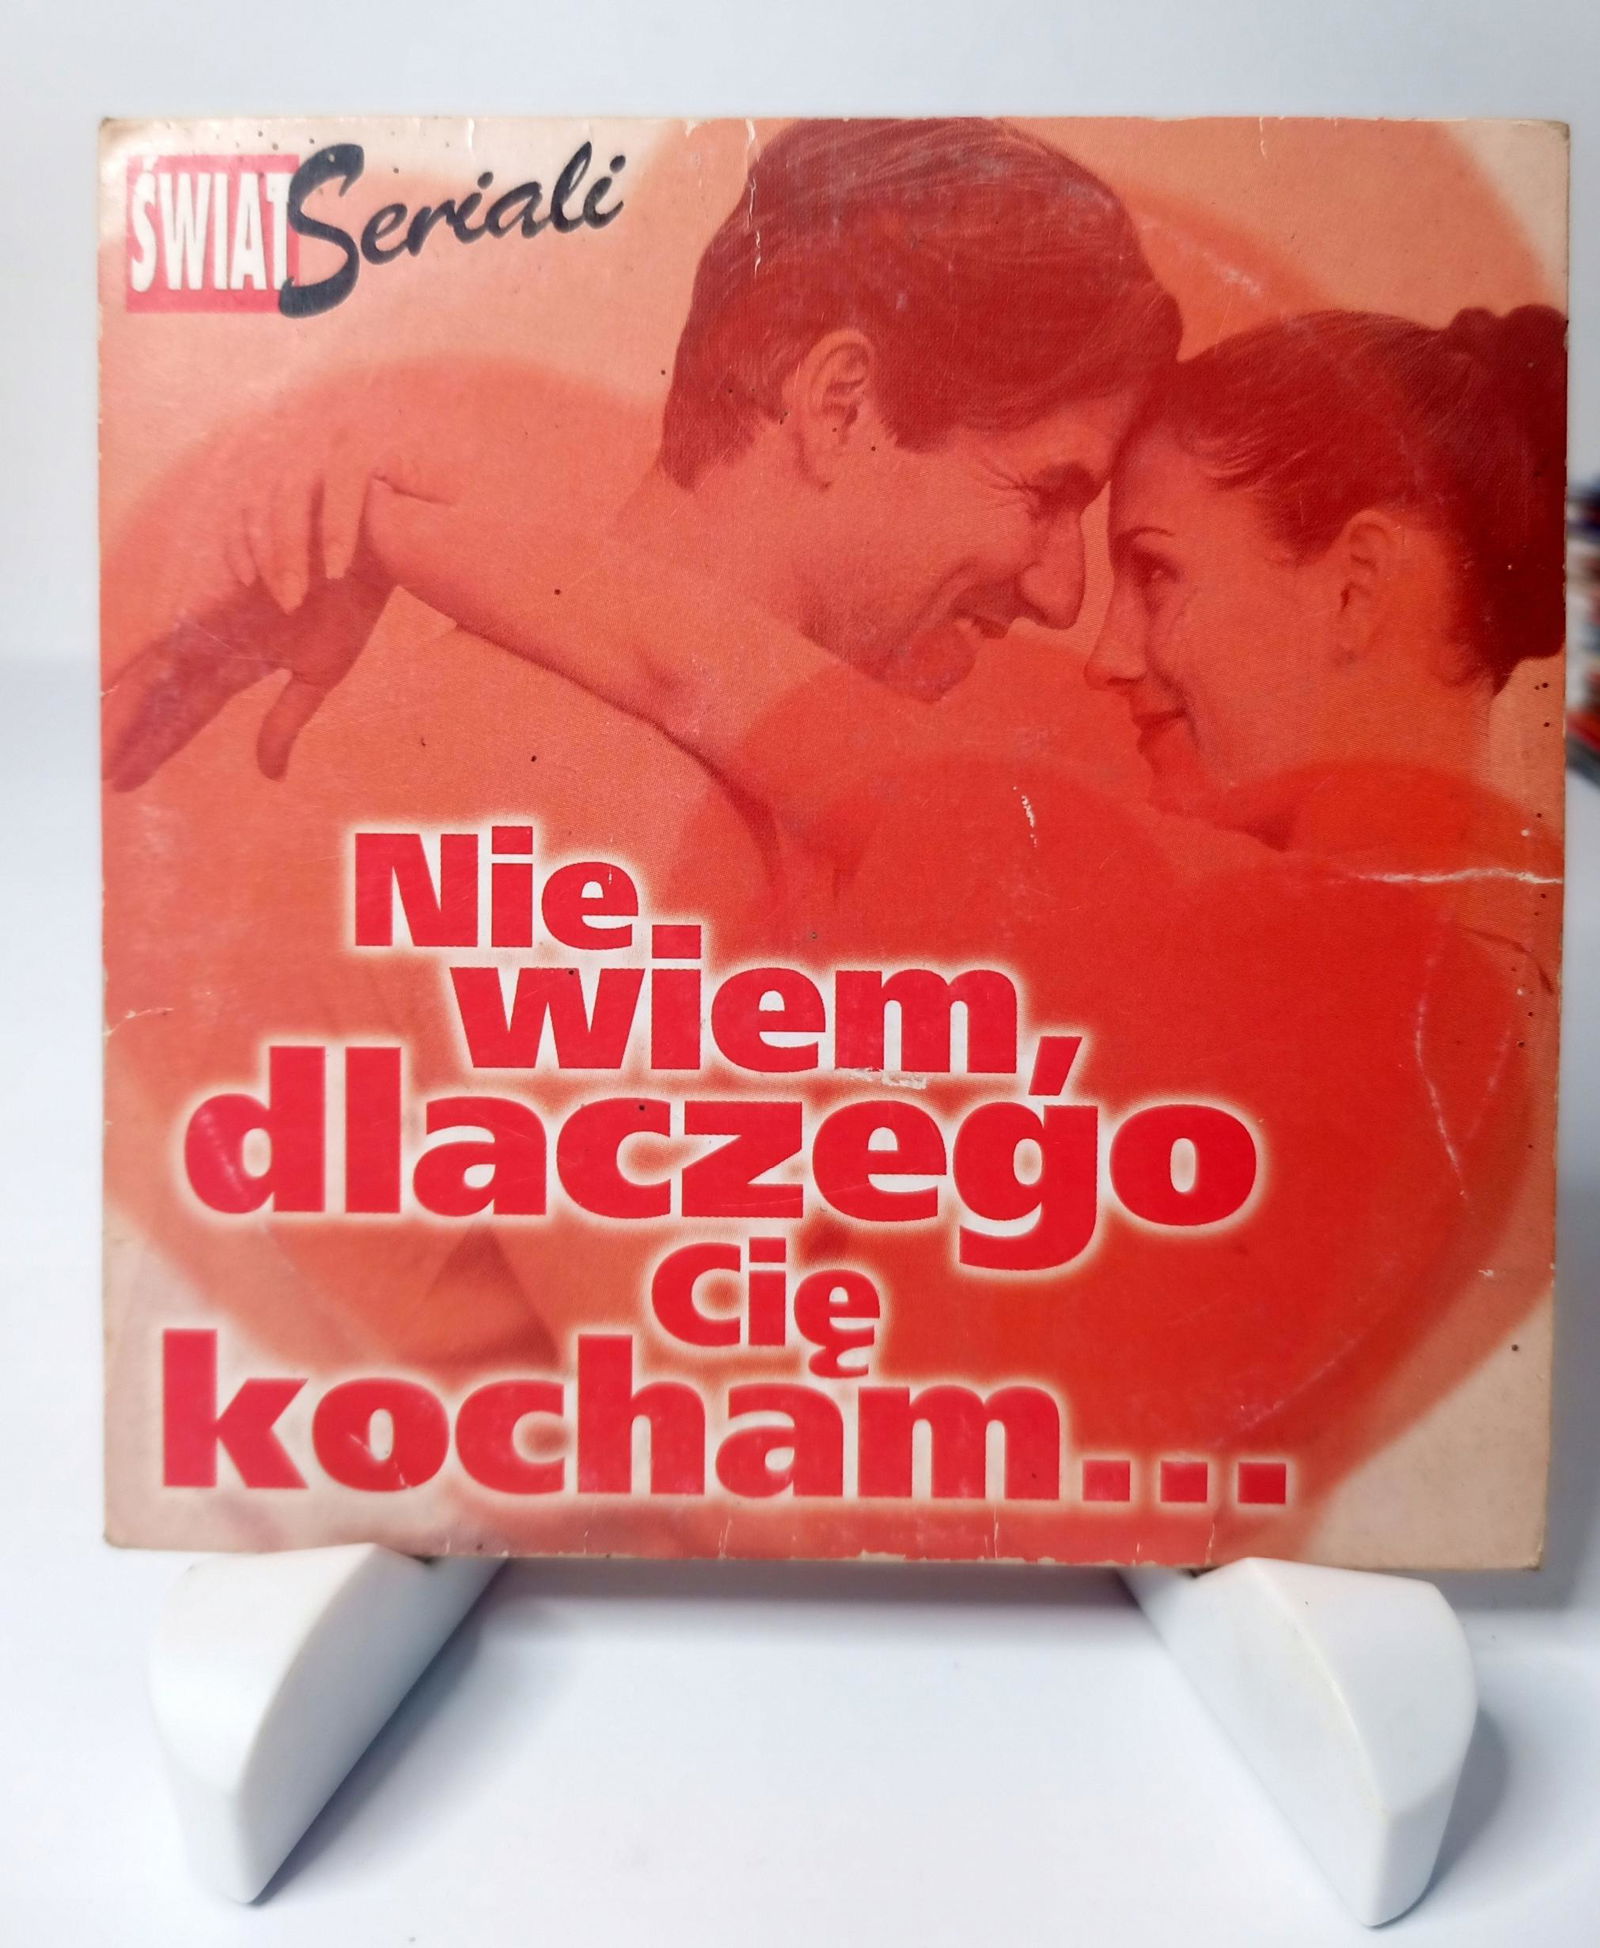 ŚWIAT Seriali
Nie
wiem,
dlaczego
cię
kocham...